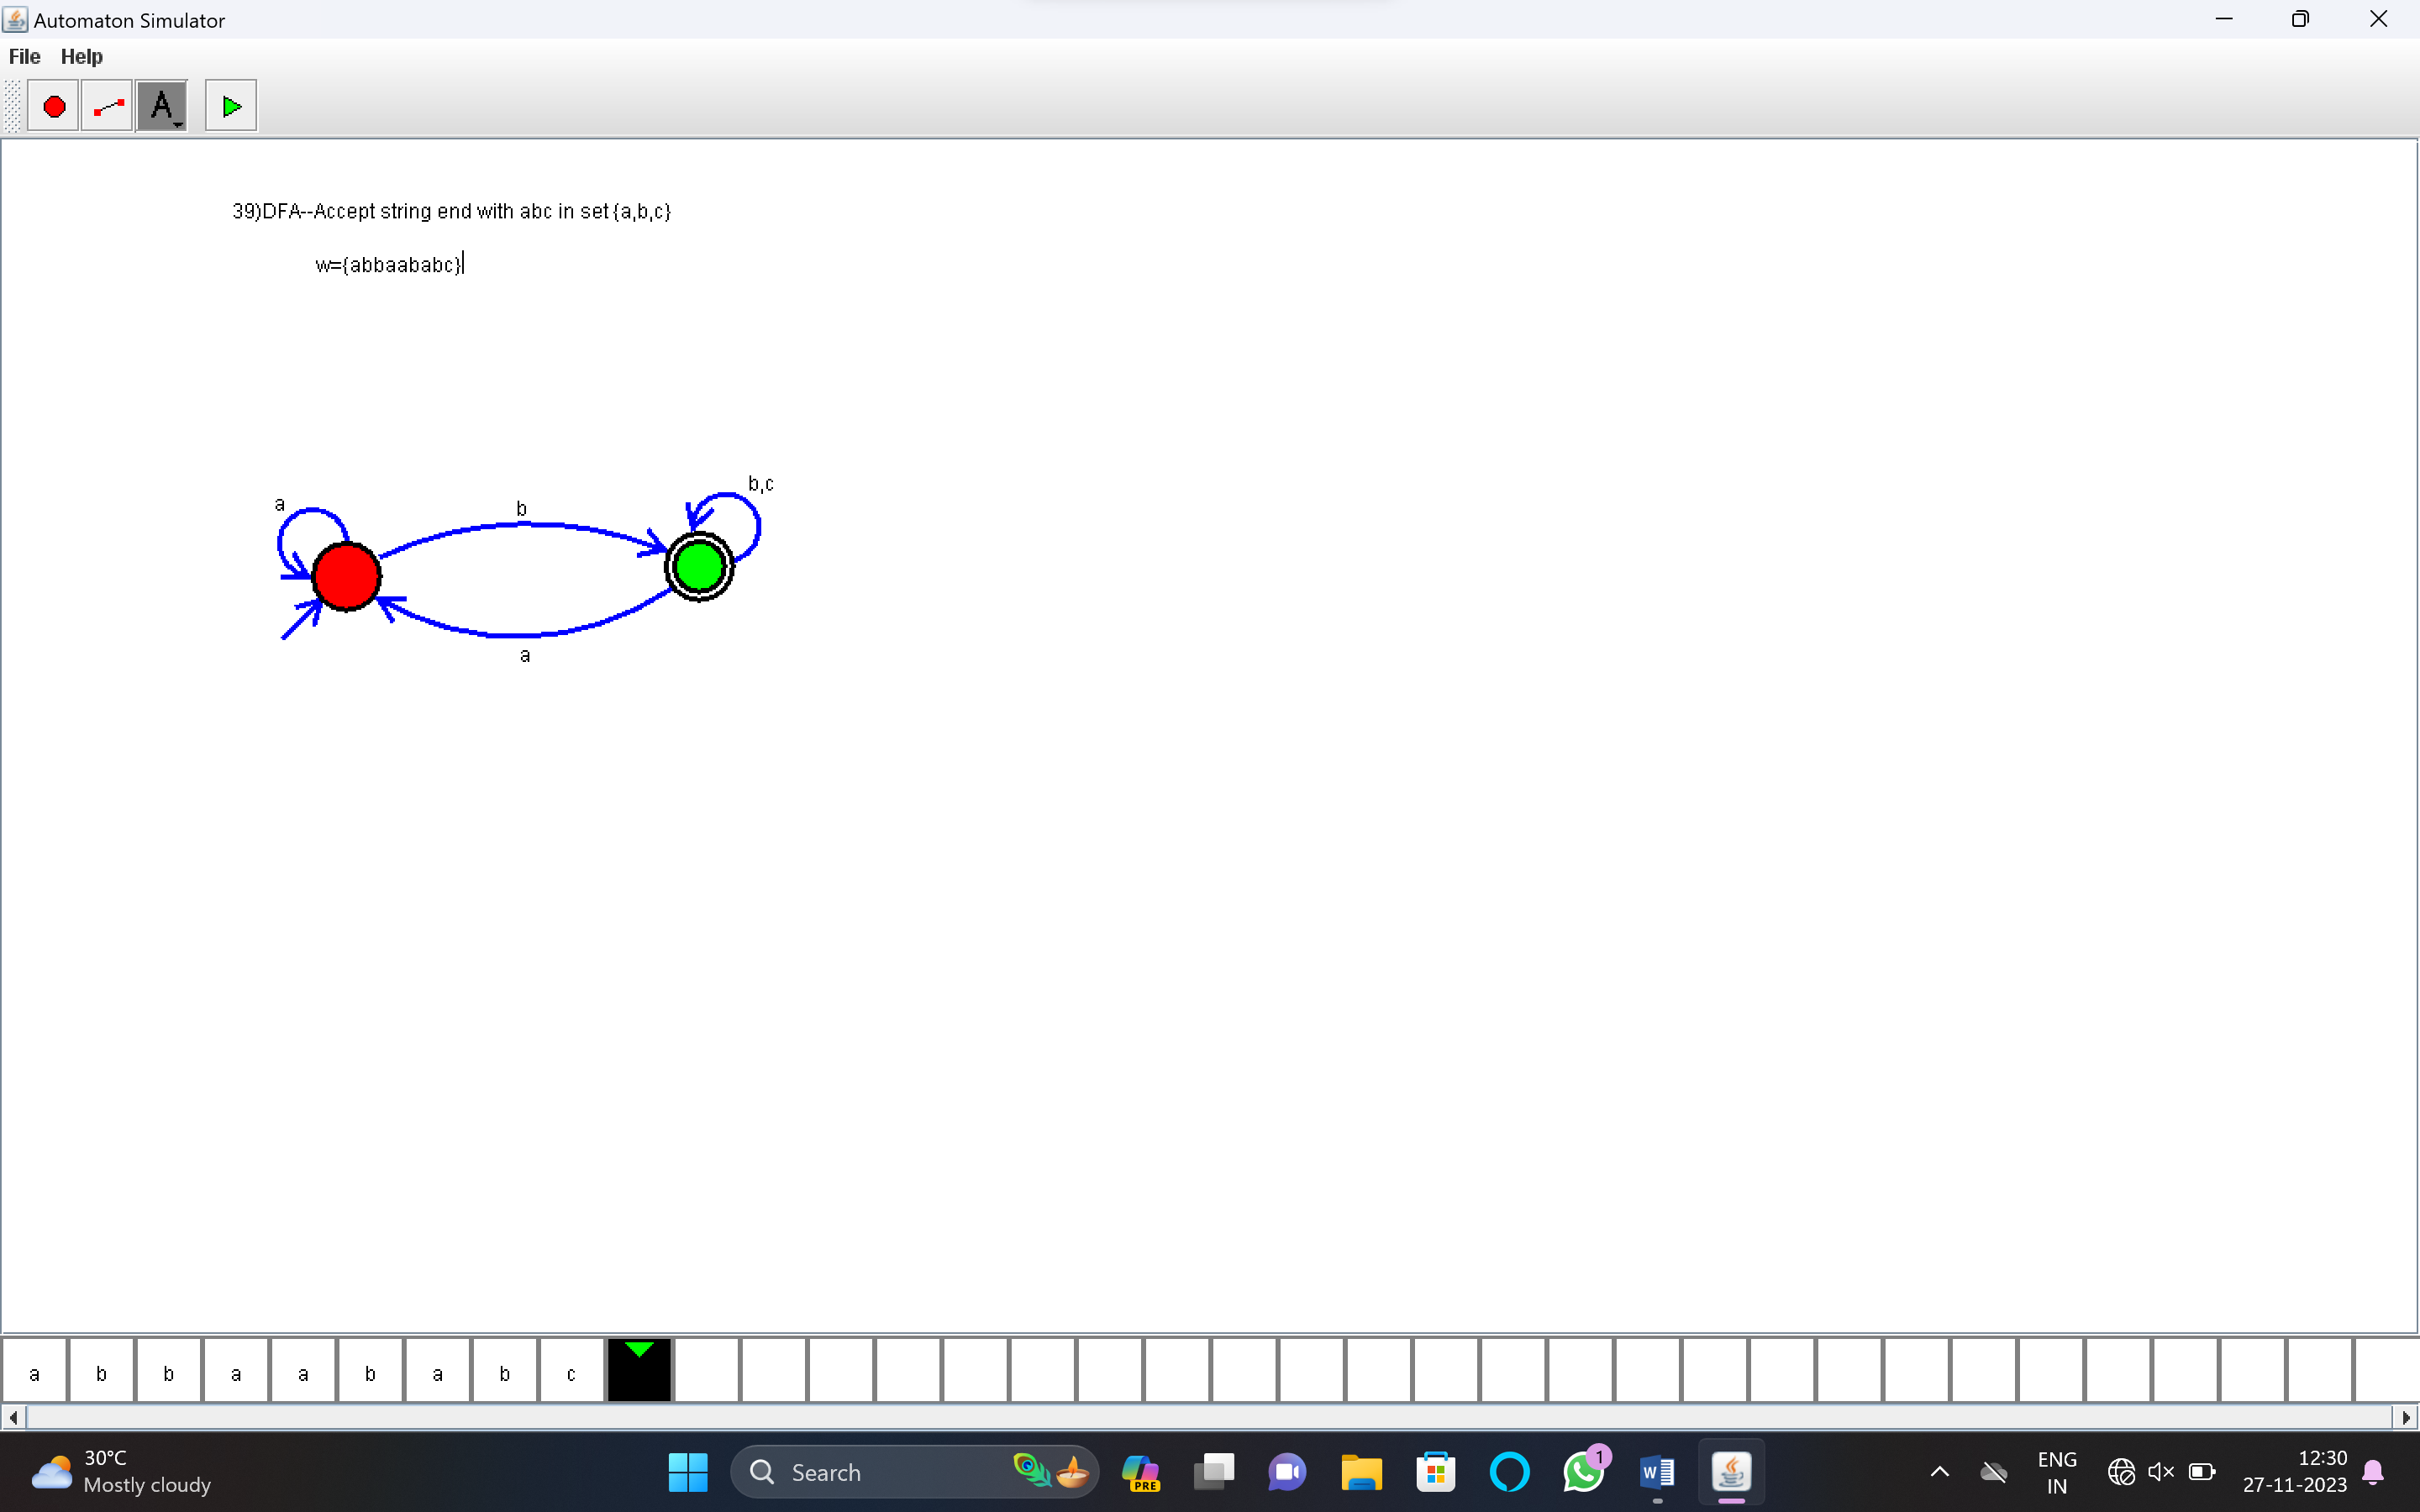 Automaton Simulator
File Help
A
39)DFA--Accept string end with abc in set{a,b,c}
w={abbaababc}
b,c
a
b
a
a b b a a b a b c
30°C
Mostly cloudy
Search
PRE
1
W
ENG
IN
12:30
27-11-2023